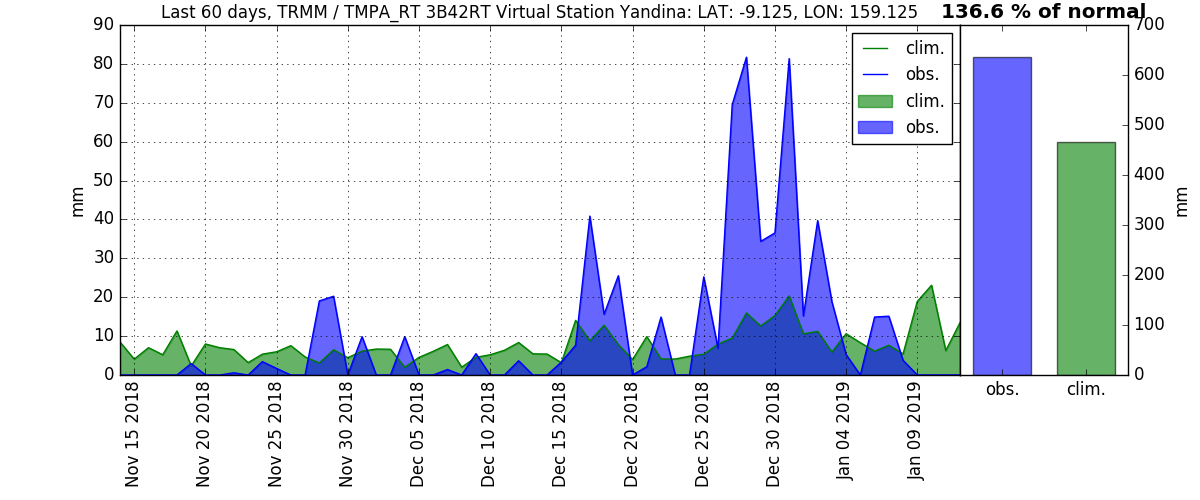 Last 60 days, TRMM / TMPA_RT 3B42RT Virtual Station Yandina: LAT: -9.125, LON: 159.125
136.6 % of normal
90
80
70
60
50
40
30
20
10
0
mm
clim.
obs.
clim.
obs.
700
600
500
400
300
200
100
0
mm
Nov 15 2018
Nov 20 2018
Nov 25 2018
Nov 30 2018
Dec 05 2018
Dec 10 2018
Dec 15 2018
Dec 20 2018
Dec 25 2018
Dec 30 2018
Jan 04 2019
Jan 09 2019
obs.
clim.